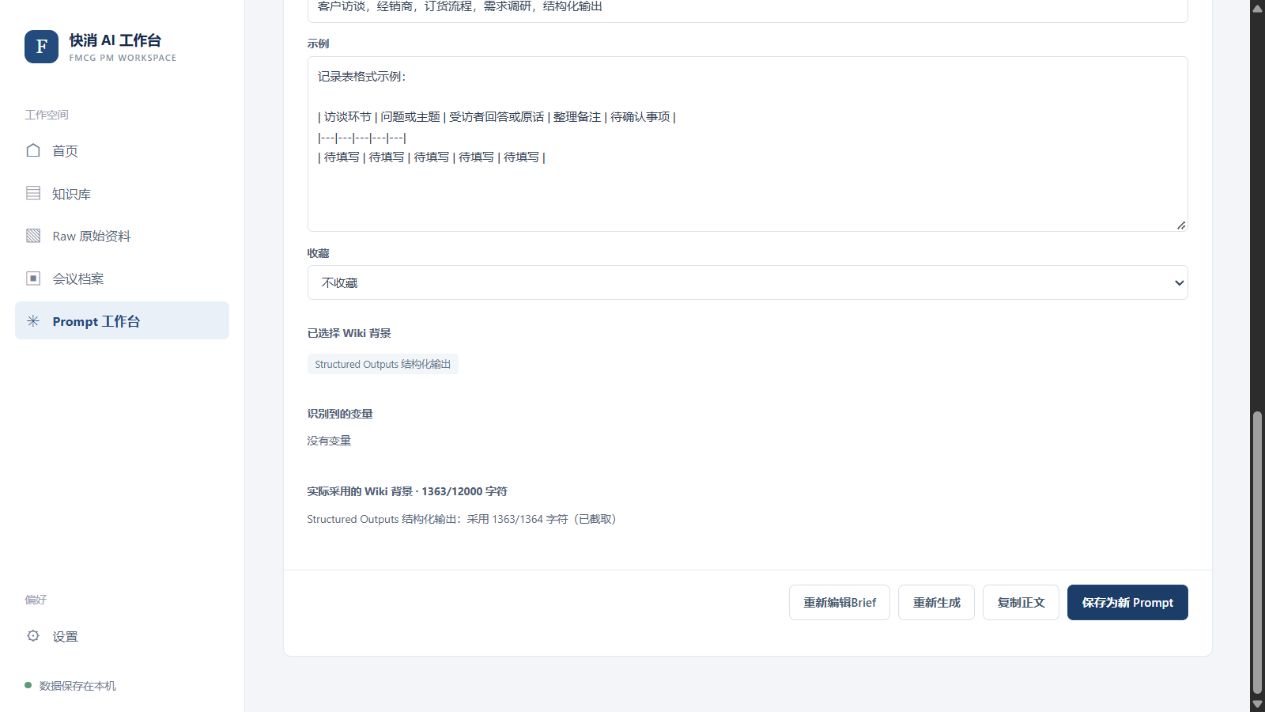 F
快消 AI 工作台
FMCG PM WORKSPACE
工作空间
首页
知识库
Raw 原始资料
会议档案
Prompt 工作台
偏好
设置
数据保存在本机
客户访谈，经销商，订货流程，需求调研，结构化输出
示例
记录表格式示例：
| 访谈环节 | 问题或主题 | 受访者回答或原话 | 整理备注 | 待确认事项 |
|---|---|---|---|---|
| 待填写 | 待填写 | 待填写 | 待填写 | 待填写 |
收藏
不收藏
已选择 Wiki 背景
Structured Outputs 结构化输出
识别到的变量
没有变量
实际采用的 Wiki 背景 · 1363/12000 字符
Structured Outputs 结构化输出：采用 1363/1364 字符（已截取）
重新编辑Brief
重新生成
复制正文
保存为新 Prompt